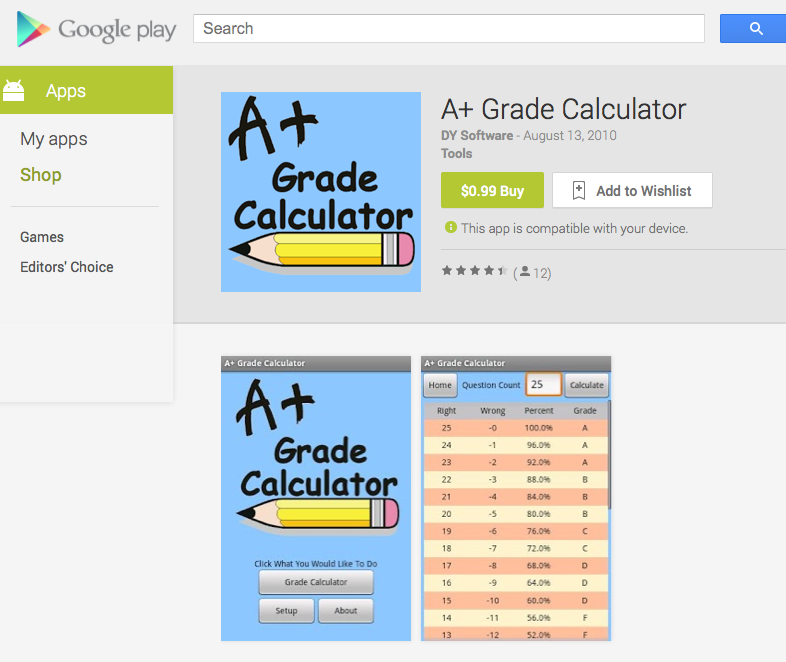 Google play
Search
Apps
My apps
Shop
Games
Editors' Choice
A+
Grade
Calculator
A+ Grade Calculator
DY Software - August 13, 2010
Tools
$0.99 Buy
Add to Wishlist
This app is compatible with your device.
(12)
A+ Grade Calculator
A+
Grade
Calculator
Click What You Would Like To Do
Grade Calculator
Setup About
A+ Grade Calculator
Home Question Count 25 Calculate
Right Wrong Percent Grade
25 -0 100.0% A
24 -1 96.0% A
23 -2 92.0% A
22 -3 88.0% B
21 -4 84.0% B
20 -5 80.0% B
19 -6 76.0% C
18 -7 72.0% C
17 -8 68.0% D
16 -9 64.0% D
15 -10 60.0% D
14 -11 56.0% F
13 -12 52.0% F